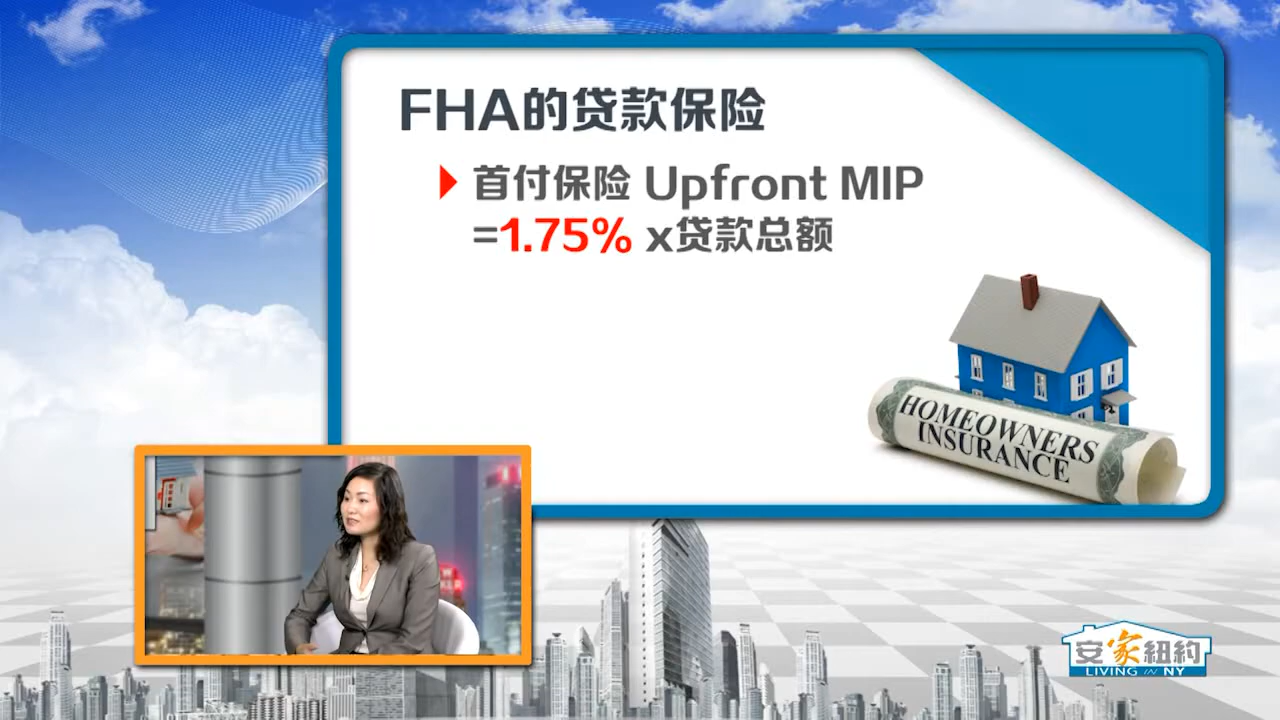 FHA的贷款保险
首付保险 Upfront MIP
=1.75% x贷款总额
HOMEOWNERS
INSURANCE
安家紐約
LIVING IN NY